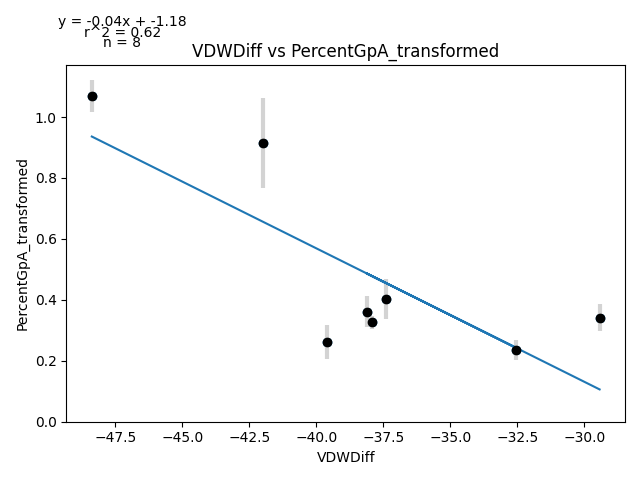 y = -0.04x + -1.18
r^2 = 0.62
n = 8
VDWDiff vs PercentGpA_transformed
PercentGpA_transformed
1.0
0.8
0.6
0.4
0.2
0.0
−47.5 −45.0 −42.5 −40.0 −37.5 −35.0 −32.5 −30.0
VDWDiff